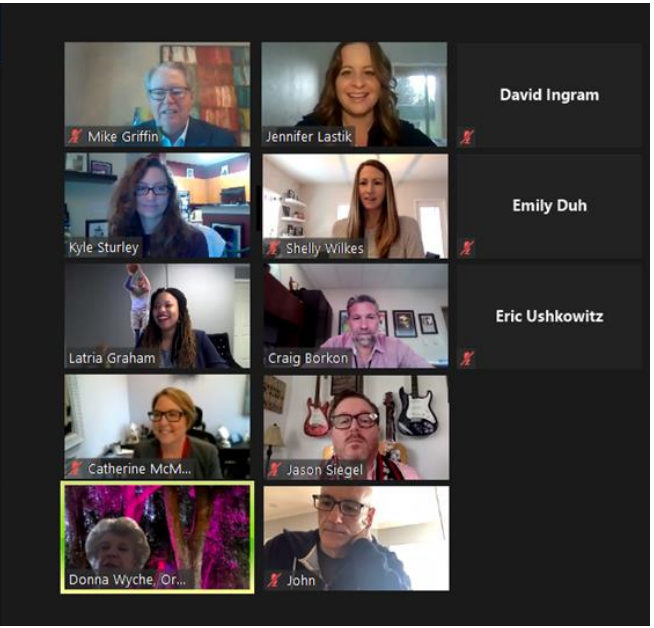 Mike Griffin
Jennifer Lastik
David Ingram
Kyle Sturley
Shelly Wilkes
Emily Duh
Latria Graham
Craig Borkon
Eric Ushkowitz
Catherine McM...
Jason Siegel
Donna Wyche, Or...
John